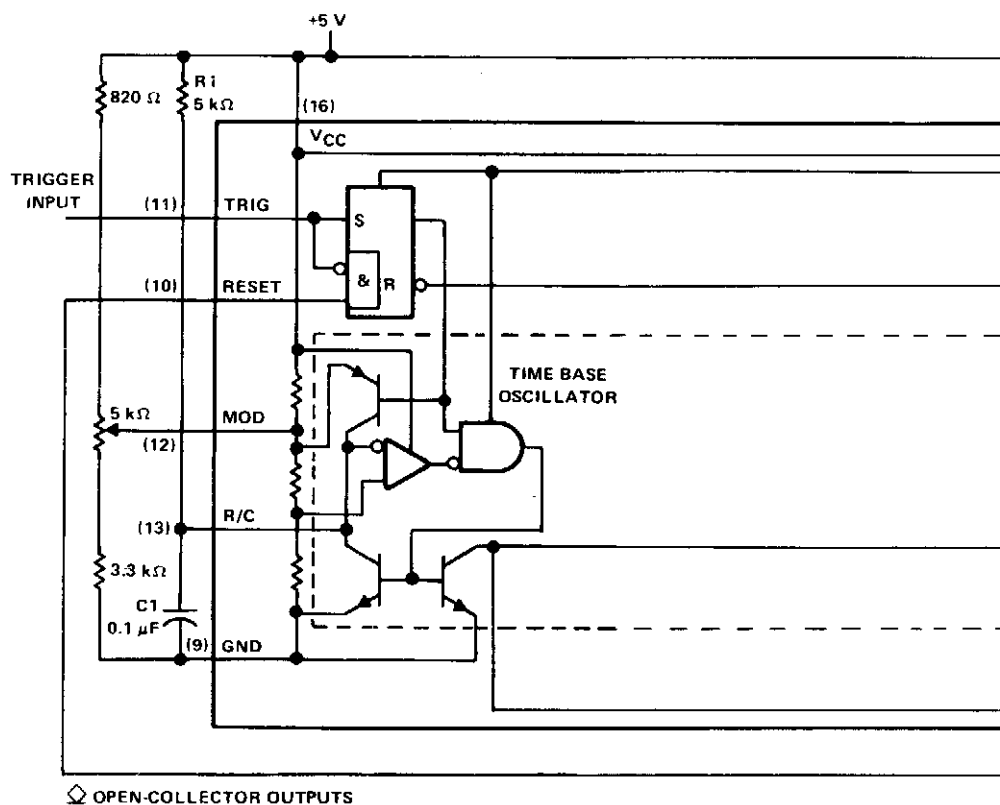 +5 V
820 Ω
R1
5 kΩ
(16)
VCC
TRIGGER
INPUT
(11) TRIG
S
& R
(10) RESET
TIME BASE
OSCILLATOR
5 kΩ
MOD
(12)
R/C
(13)
3.3 kΩ
C1
0.1 µF
(9) GND
OPEN-COLLECTOR OUTPUTS